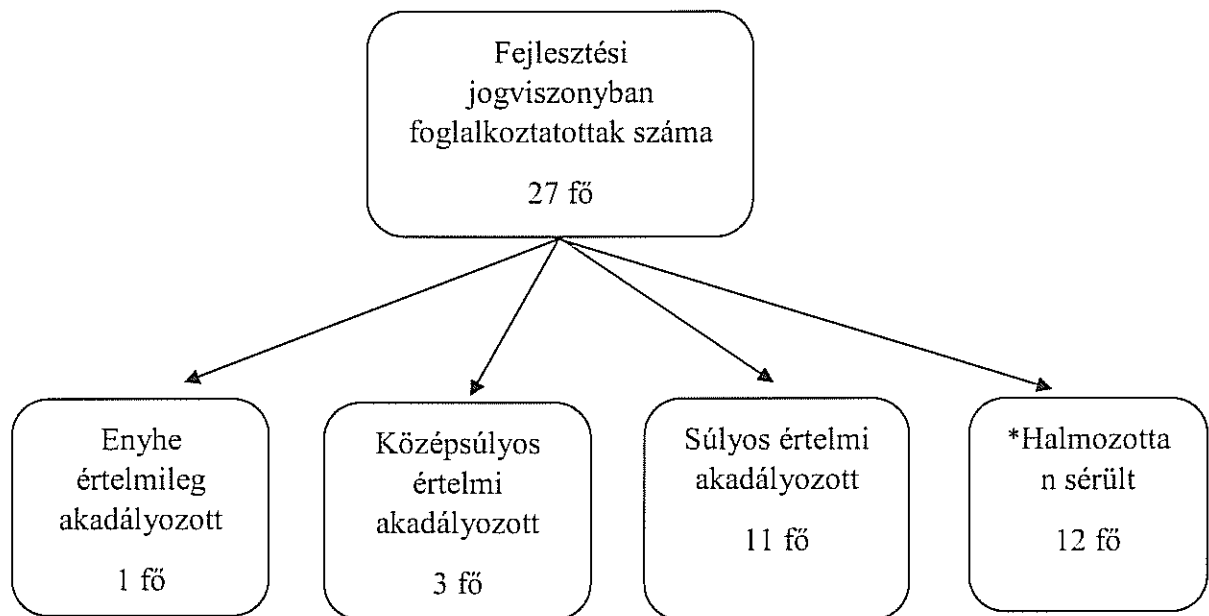 Fejlesztési
jogviszonyban
foglalkoztatottak száma
27 fő
Enyhe
értelmileg
akadályozott
1 fő
Középsúlyos
értelmi
akadályozott
3 fő
Súlyos értelmi
akadályozott
11 fő
*Halmozotta
n sérült
12 fő